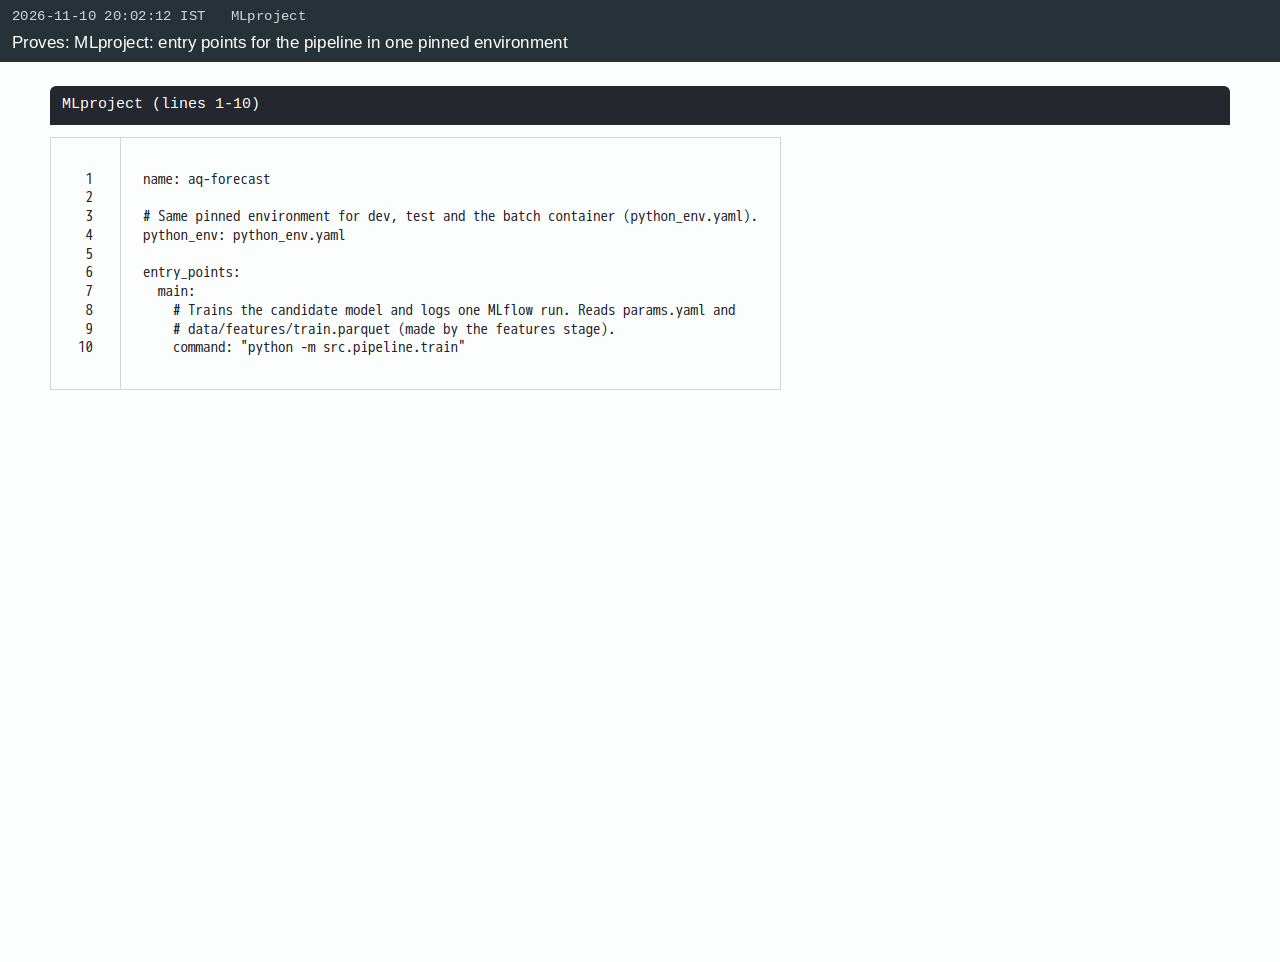 2026-11-10 20:02:12 IST   MLproject
Proves: MLproject: entry points for the pipeline in one pinned environment
MLproject (lines 1-10)
1 name: aq-forecast
2
3 # Same pinned environment for dev, test and the batch container (python_env.yaml).
4 python_env: python_env.yaml
5
6 entry_points:
7   main:
8     # Trains the candidate model and logs one MLflow run. Reads params.yaml and
9     # data/features/train.parquet (made by the features stage).
10     command: "python -m src.pipeline.train"